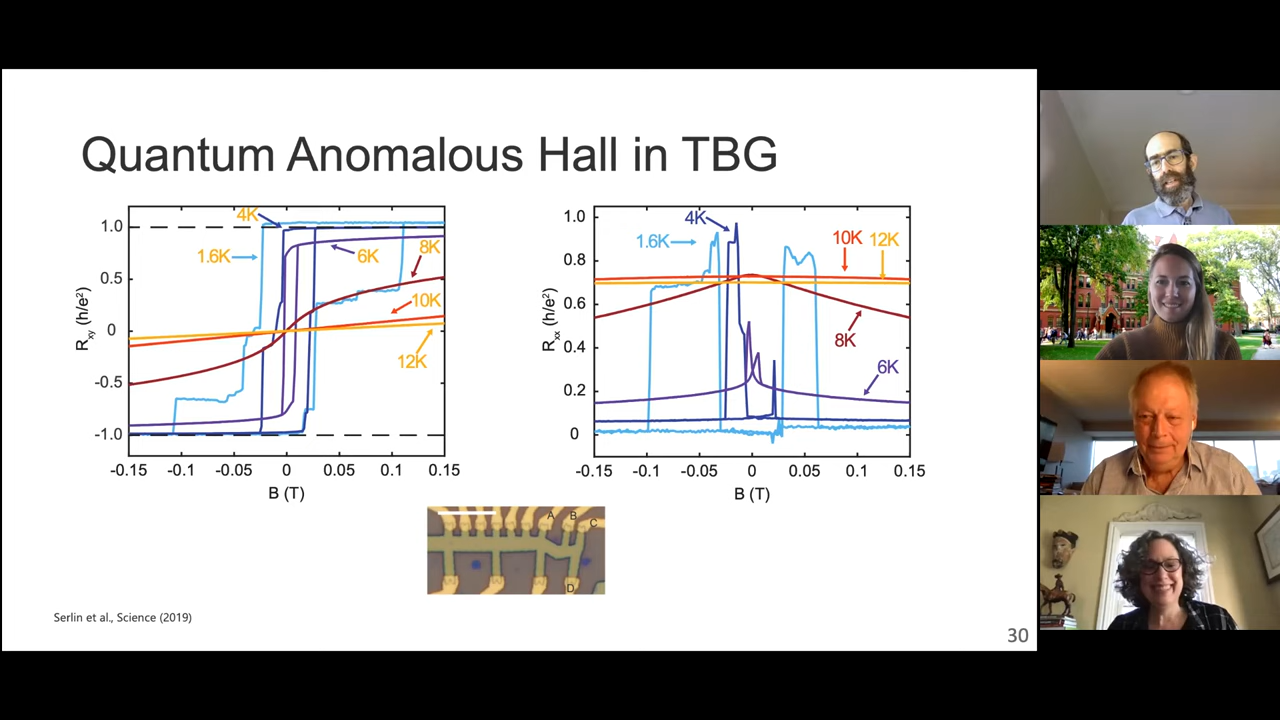 Quantum Anomalous Hall in TBG
4K
1.6K
6K
8K
10K
12K
1.0
0.5
0
-0.5
-1.0
Rxy (h/e²)
-0.15 -0.1 -0.05 0 0.05 0.1 0.15
B (T)
4K
1.6K
10K
12K
8K
6K
1.0
0.8
0.6
0.4
0.2
0
Rxx (h/e²)
-0.15 -0.1 -0.05 0 0.05 0.1 0.15
B (T)
A B C
D
Serlin et al., Science (2019)
30